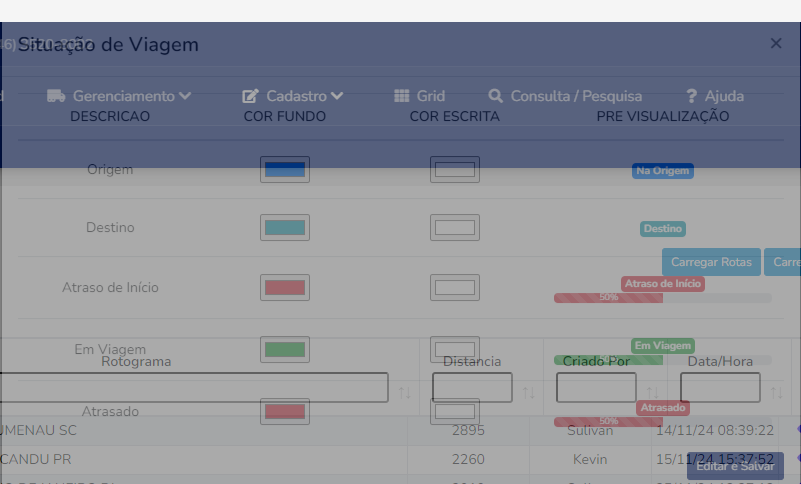 Situação de Viagem ×
Gerenciamento Cadastro Grid Consulta / Pesquisa ? Ajuda
DESCRICAO COR FUNDO COR ESCRITA PRE VISUALIZAÇÃO
Origem Na Origem
Destino Destino
Carregar Rotas Carre
Atraso de Início Atraso de Início
50%
Em Viagem Em Viagem
50%
Rotograma Distancia Criado Por Data/Hora
Atrasado Atrasado
50%
UMENAU SC 2895 Sulivan 14/11/24 08:39:22
CANDU PR 2260 Kevin 15/11/24 15:37:52
Editar e Salvar